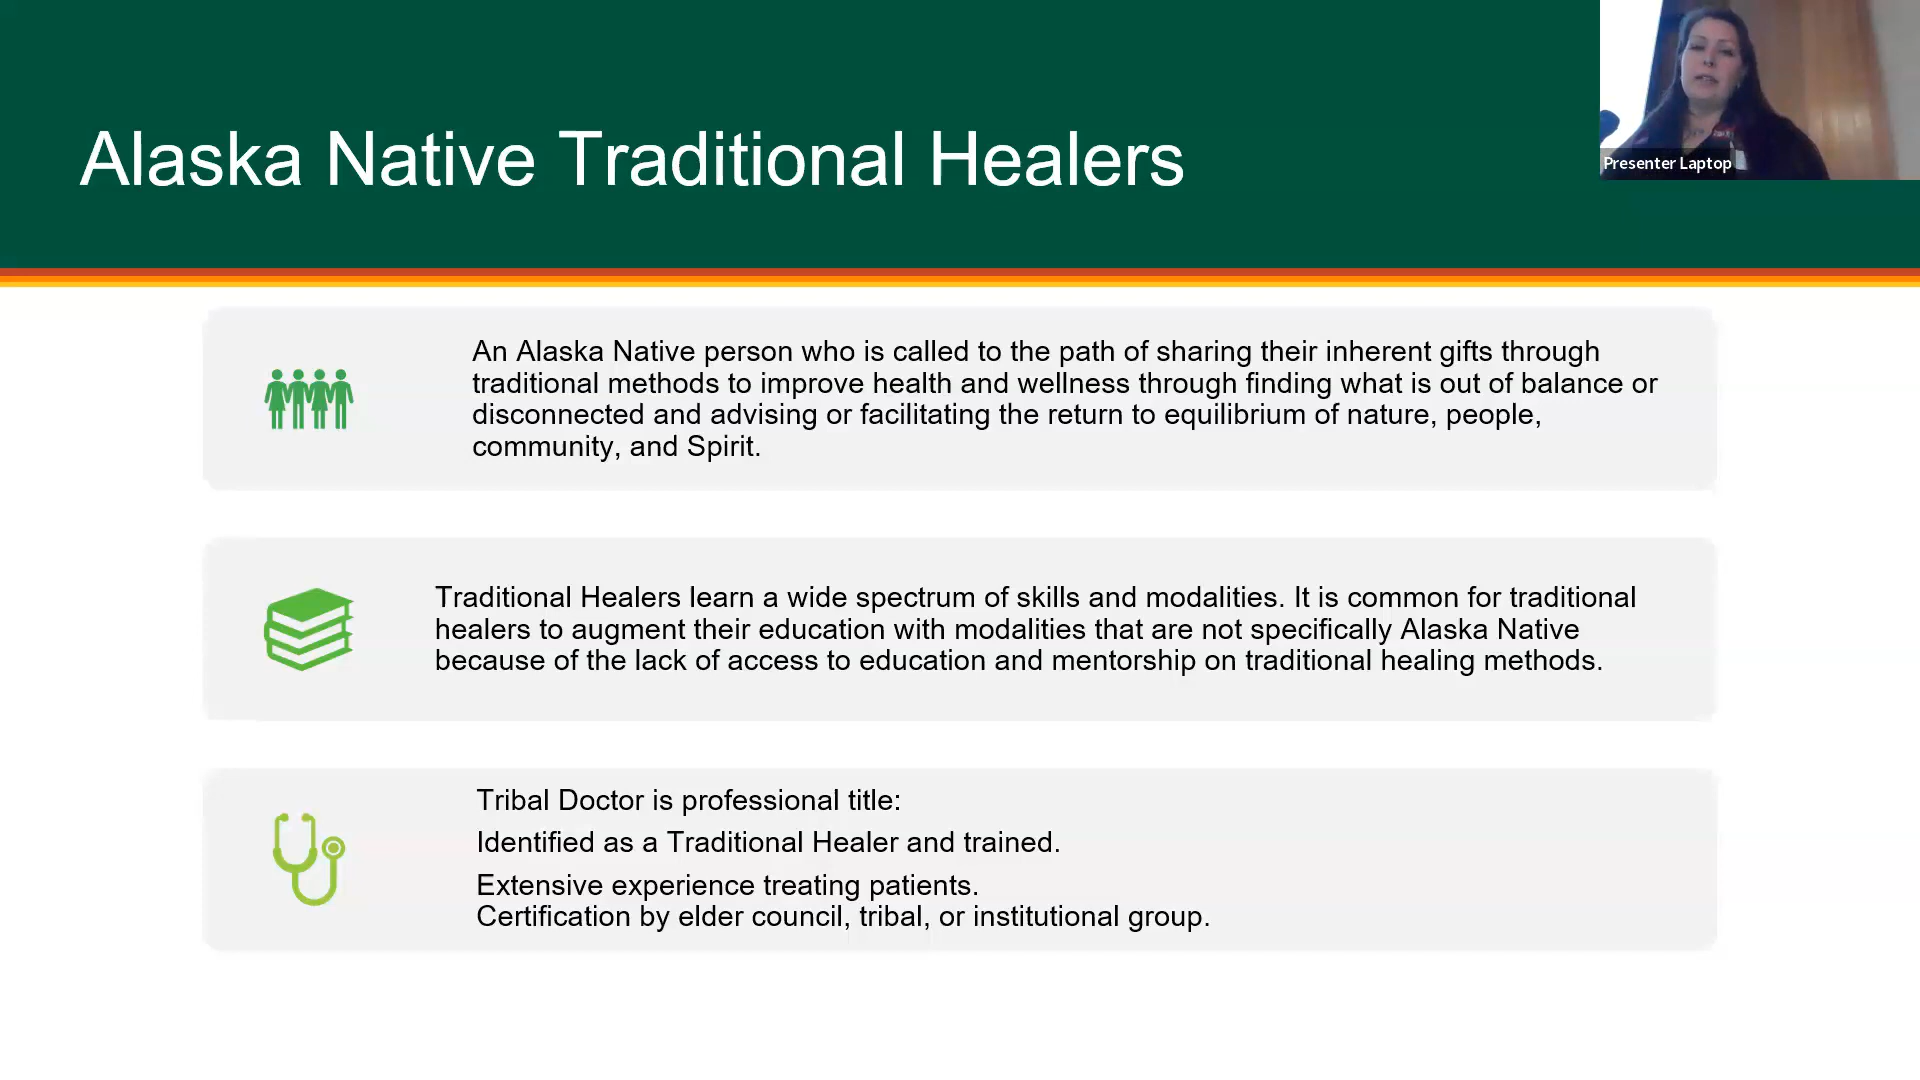 Alaska Native Traditional Healers
Presenter Laptop
An Alaska Native person who is called to the path of sharing their inherent gifts through
traditional methods to improve health and wellness through finding what is out of balance or
disconnected and advising or facilitating the return to equilibrium of nature, people,
community, and Spirit.
Traditional Healers learn a wide spectrum of skills and modalities. It is common for traditional
healers to augment their education with modalities that are not specifically Alaska Native
because of the lack of access to education and mentorship on traditional healing methods.
Tribal Doctor is professional title:
Identified as a Traditional Healer and trained.
Extensive experience treating patients.
Certification by elder council, tribal, or institutional group.